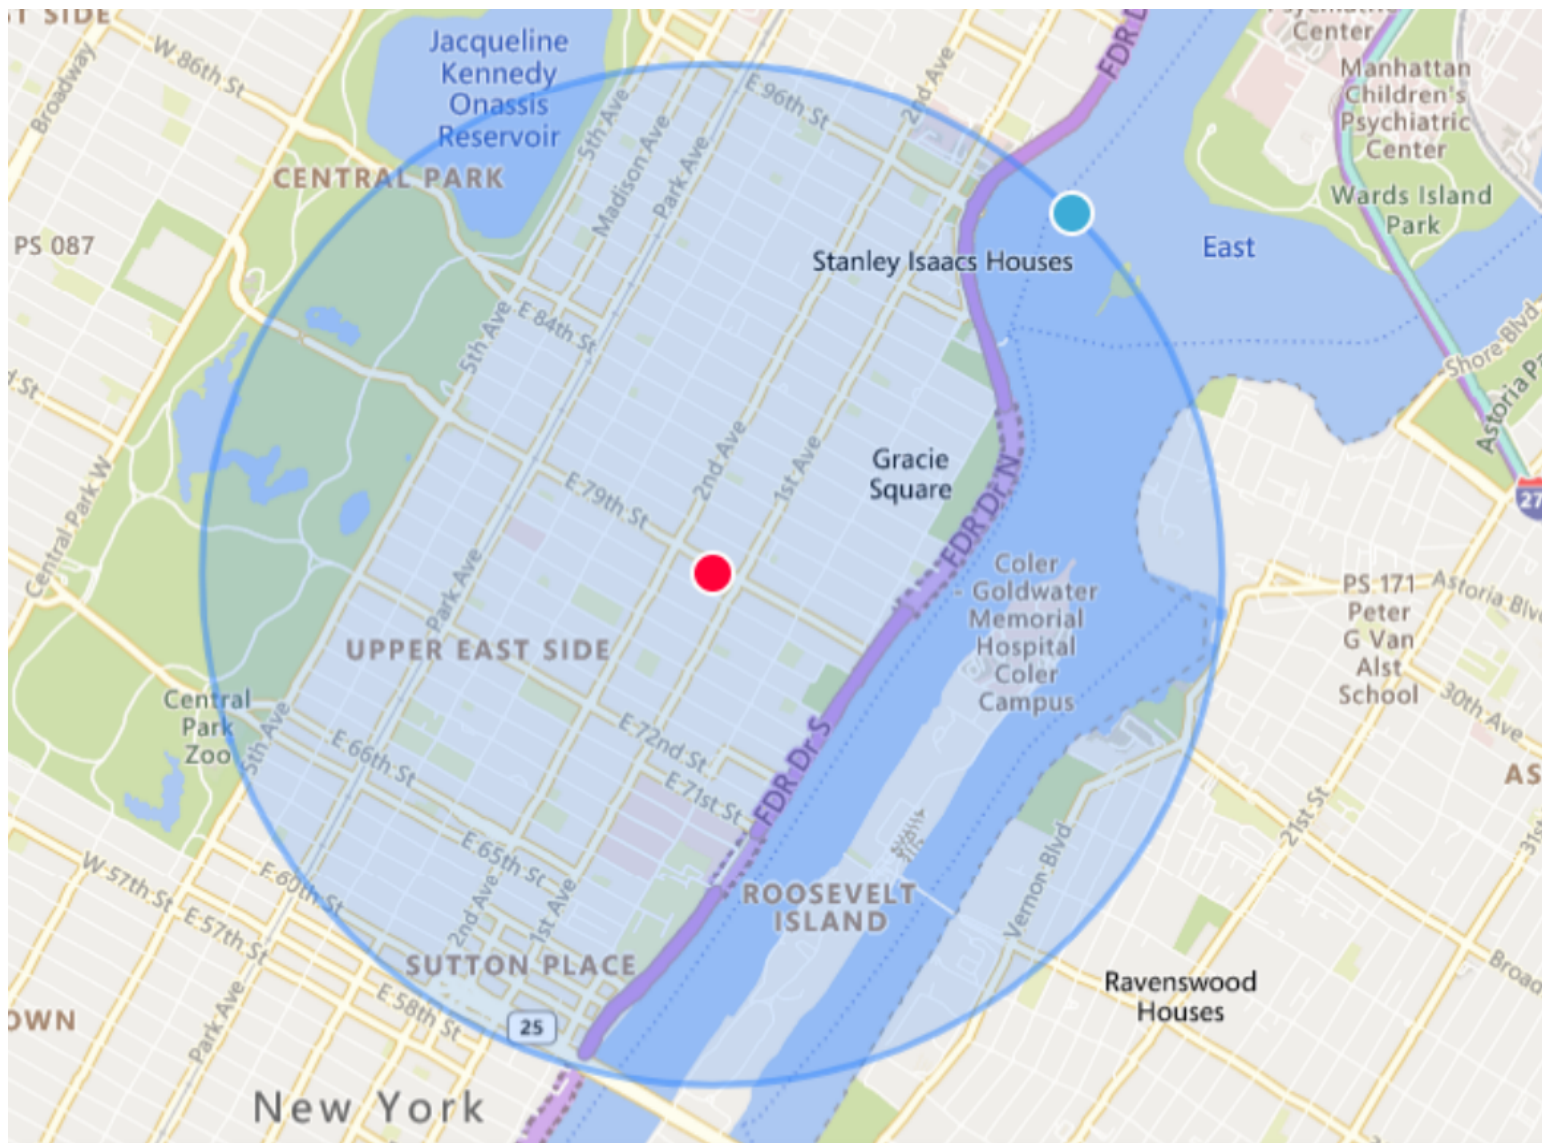 T SIDE
W 86th St
Broadway
Jacqueline
Kennedy
Onassis
Reservoir
5th Ave
Madison Ave
Park Ave
E 96th St
2nd Ave
FDR D
Center
Manhattan
Children's
Psychiatric
Center
Wards Island
Park
CENTRAL PARK
PS 087
East
Stanley Isaacs Houses
E 84th St
5th Ave
Shore Blvd
Astoria Pa
d St
2nd Ave
1st Ave
Gracie
Square
E 79th St
FDR Dr N
27
Central Park W
Park Ave
Coler
- Goldwater
Memorial
Hospital
Coler
Campus
PS 171
Peter
G Van
Alst
School
Astoria Blv
UPPER EAST SIDE
Central
Park
Zoo
5th Ave
E 66th St
E 72nd St
E 71st St
FDR Dr S
30th Ave
AS
21st St
31st
Vernon Blvd
E 65th St
W 57th St
E 60th St
E 57th St
2nd Ave
1st Ave
ROOSEVELT
ISLAND
SUTTON PLACE
E 58th St
25
Ravenswood
Houses
Broad
OWN
Park Ave
New York